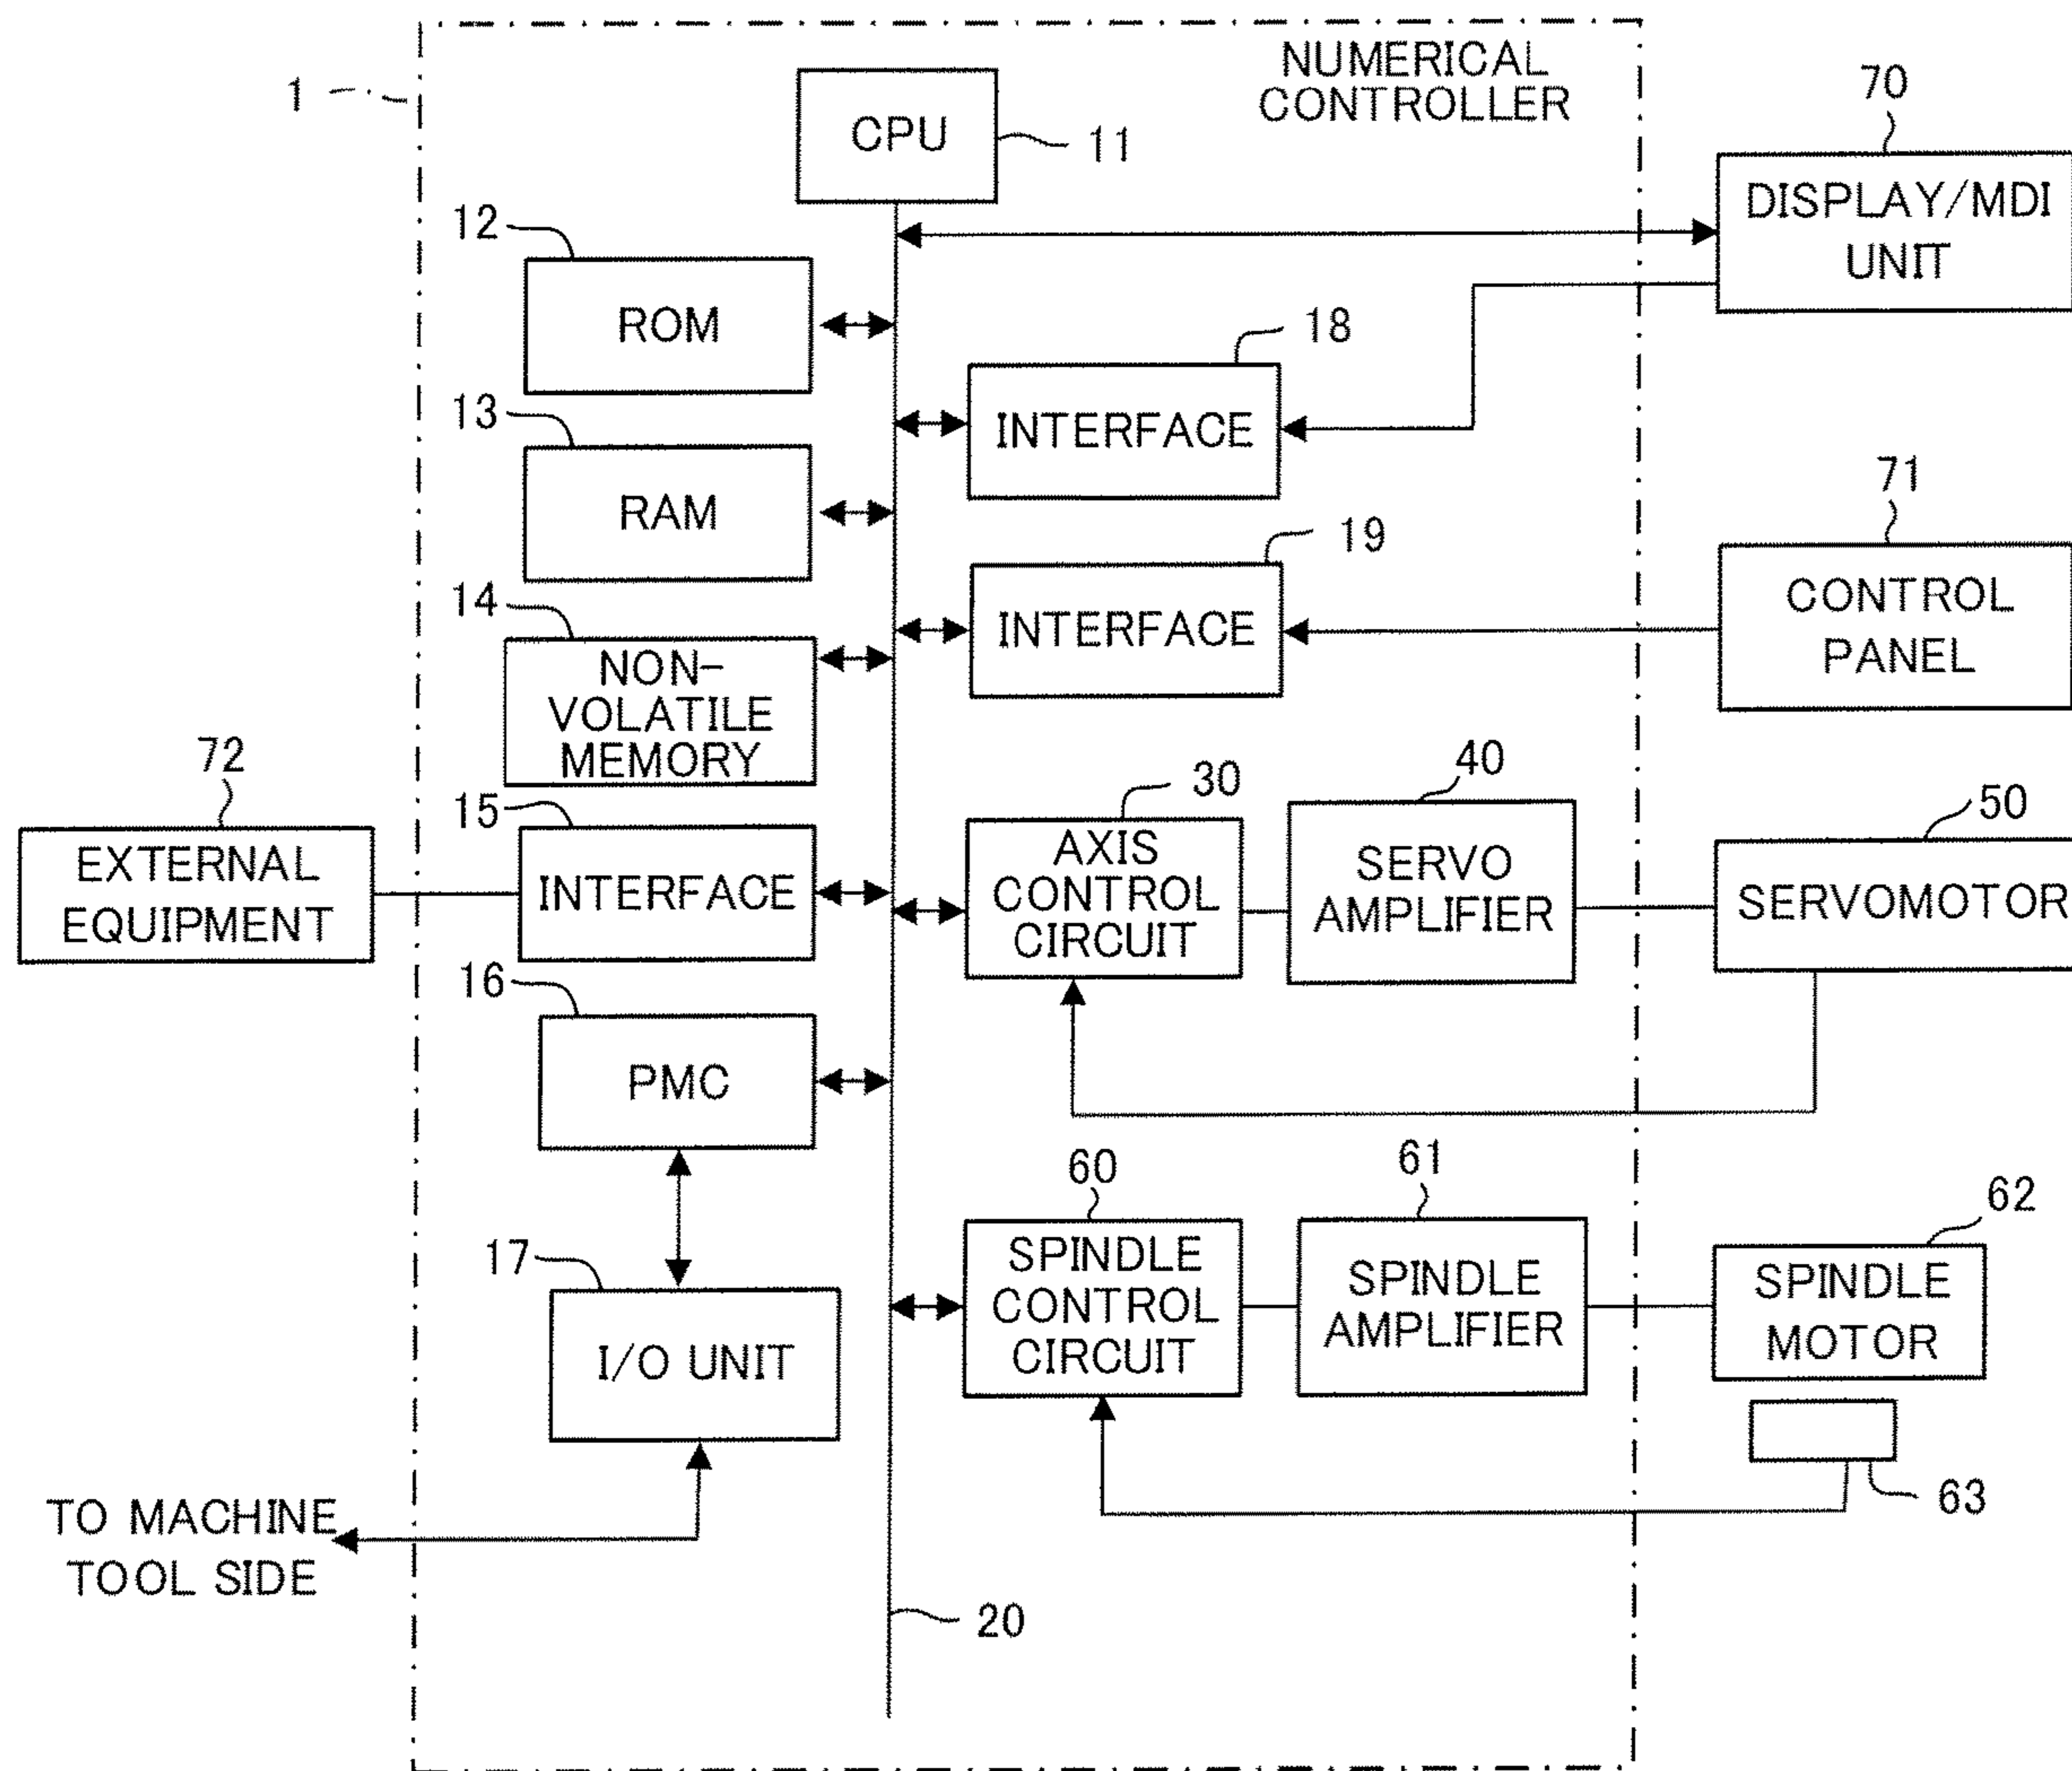 1
NUMERICAL
CONTROLLER
CPU
11
70
DISPLAY/MDI
UNIT
12
ROM
18
INTERFACE
13
RAM
19
INTERFACE
71
CONTROL
PANEL
14
NON-
VOLATILE
MEMORY
72
EXTERNAL
EQUIPMENT
15
INTERFACE
30
AXIS
CONTROL
CIRCUIT
40
SERVO
AMPLIFIER
50
SERVOMOTOR
16
PMC
60
SPINDLE
CONTROL
CIRCUIT
61
SPINDLE
AMPLIFIER
62
SPINDLE
MOTOR
17
I/O UNIT
63
TO MACHINE
TOOL SIDE
20